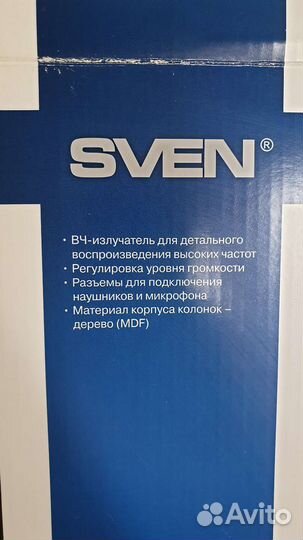 SVEN®
• ВЧ-излучатель для детального
воспроизведения высоких частот
• Регулировка уровня громкости
• Разъемы для подключения
наушников и микрофона
• Материал корпуса колонок –
дерево (MDF)
Avito